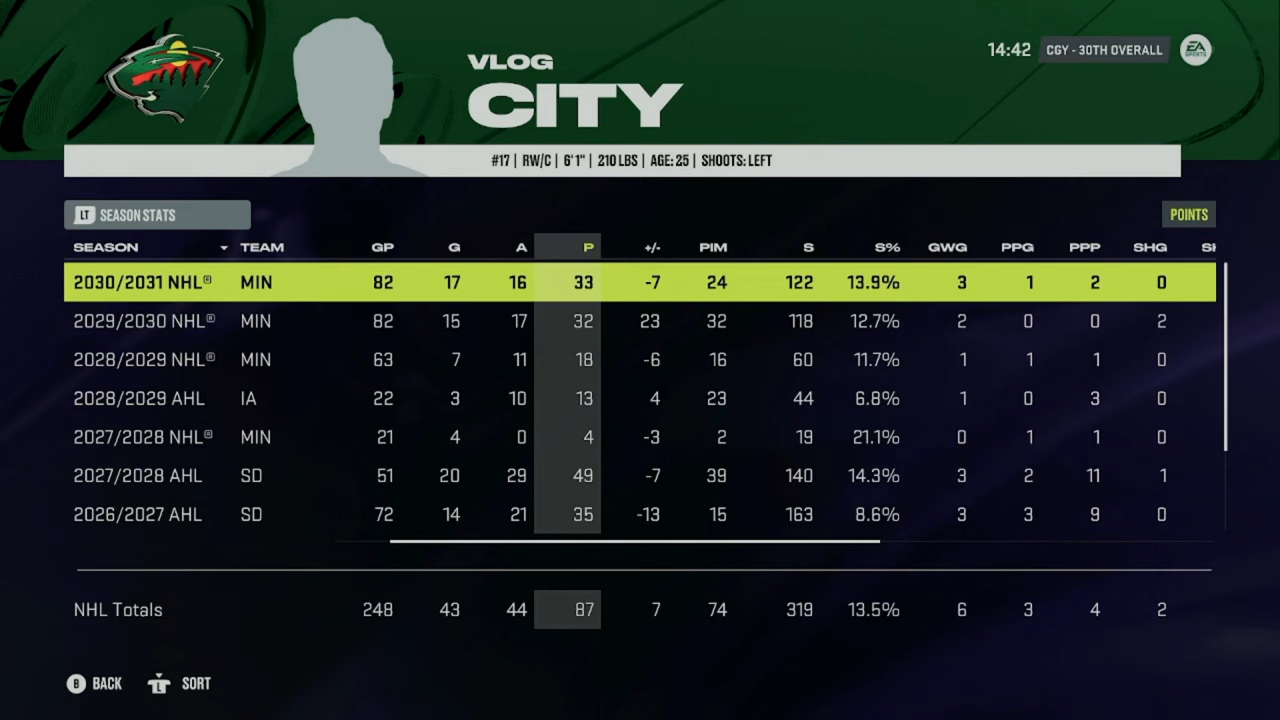 VLOG
CITY
14:42 CGY - 30TH OVERALL EA SPORTS
#17 | RW/C | 6'1" | 210 LBS | AGE: 25 | SHOOTS: LEFT
LT SEASON STATS POINTS
SEASON TEAM GP G A P +/- PIM S S% GWG PPG PPP SHG
2030/2031 NHL® MIN 82 17 16 33 -7 24 122 13.9% 3 1 2 0
2029/2030 NHL® MIN 82 15 17 32 23 32 118 12.7% 2 0 0 2
2028/2029 NHL® MIN 63 7 11 18 -6 16 60 11.7% 1 1 1 0
2028/2029 AHL IA 22 3 10 13 4 23 44 6.8% 1 0 3 0
2027/2028 NHL® MIN 21 4 0 4 -3 2 19 21.1% 0 1 1 0
2027/2028 AHL SD 51 20 29 49 -7 39 140 14.3% 3 2 11 1
2026/2027 AHL SD 72 14 21 35 -13 15 163 8.6% 3 3 9 0
NHL Totals 248 43 44 87 7 74 319 13.5% 6 3 4 2
B BACK L SORT